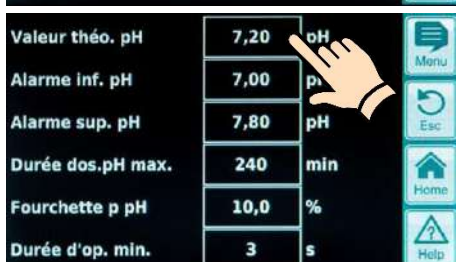 Valeur théo. pH 7,20 pH
Menu
Alarme inf. pH 7,00
Alarme sup. pH 7,80 pH
Esc
Durée dos.pH max. 240 min
Home
Fourchette p pH 10,0 %
Durée d'op. min. 3 s
Help